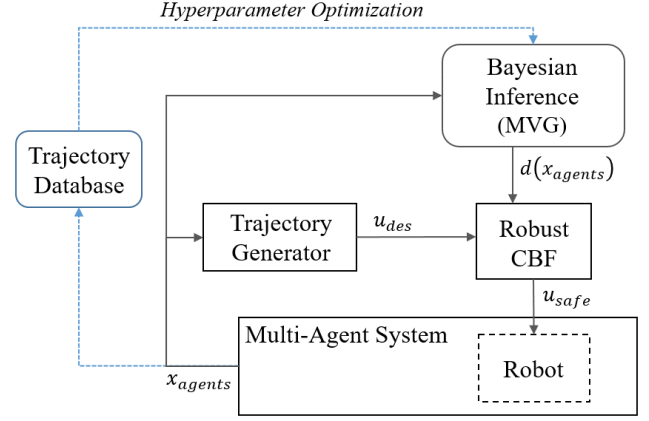 Hyperparameter Optimization
Bayesian
Inference
(MVG)
Trajectory
Database
d(x_agents)
Trajectory
Generator
u_des
Robust
CBF
u_safe
Multi-Agent System
Robot
x_agents